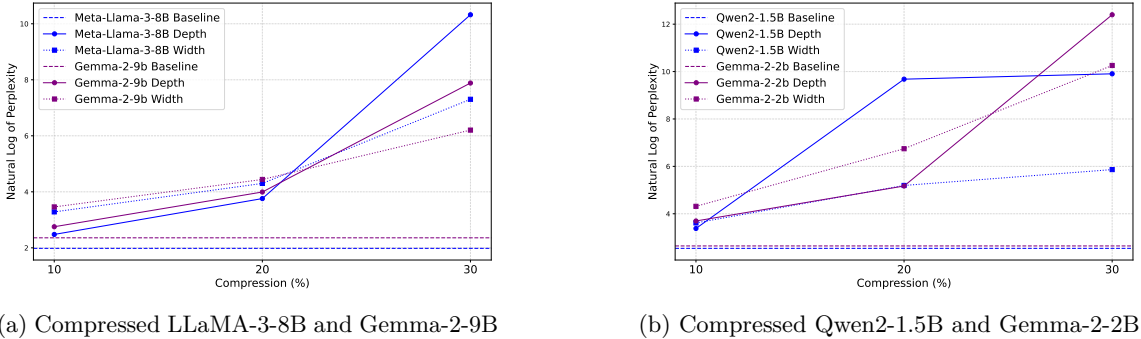 Meta-Llama-3-8B Baseline
Meta-Llama-3-8B Depth
Meta-Llama-3-8B Width
Gemma-2-9b Baseline
Gemma-2-9b Depth
Gemma-2-9b Width
Natural Log of Perplexity
10
8
6
4
2
10
20
30
Compression (%)
Qwen2-1.5B Baseline
Qwen2-1.5B Depth
Qwen2-1.5B Width
Gemma-2-2b Baseline
Gemma-2-2b Depth
Gemma-2-2b Width
Natural Log of Perplexity
12
10
8
6
4
10
20
30
Compression (%)
a) Compressed LLaMA-3-8B and Gemma-2-9B
(b) Compressed Qwen2-1.5B and Gemma-2-2B